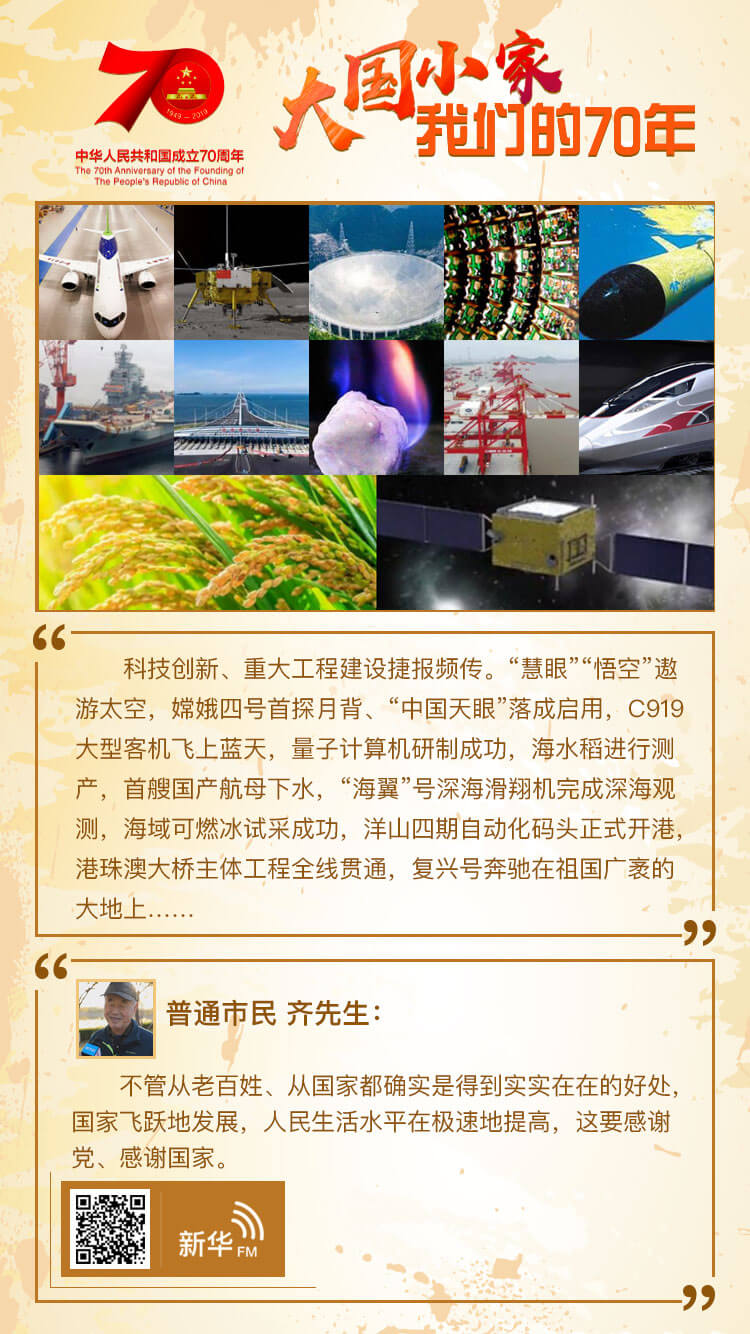 70
1949 – 2019
中华人民共和国成立70周年
The 70th Anniversary of the Founding of
The People's Republic of China
大国小家
我们的70年
科技创新、重大工程建设捷报频传。“慧眼”“悟空”遨
游太空，嫦娥四号首探月背、“中国天眼”落成启用，C919
大型客机飞上蓝天，量子计算机研制成功，海水稻进行测
产，首艘国产航母下水，“海翼”号深海滑翔机完成深海观
测，海域可燃冰试采成功，洋山四期自动化码头正式开港，
港珠澳大桥主体工程全线贯通，复兴号奔驰在祖国广袤的
大地上……
普通市民 齐先生：
不管从老百姓、从国家都确实是得到实实在在的好处，
国家飞跃地发展，人民生活水平在极速地提高，这要感谢
党、感谢国家。
新华FM